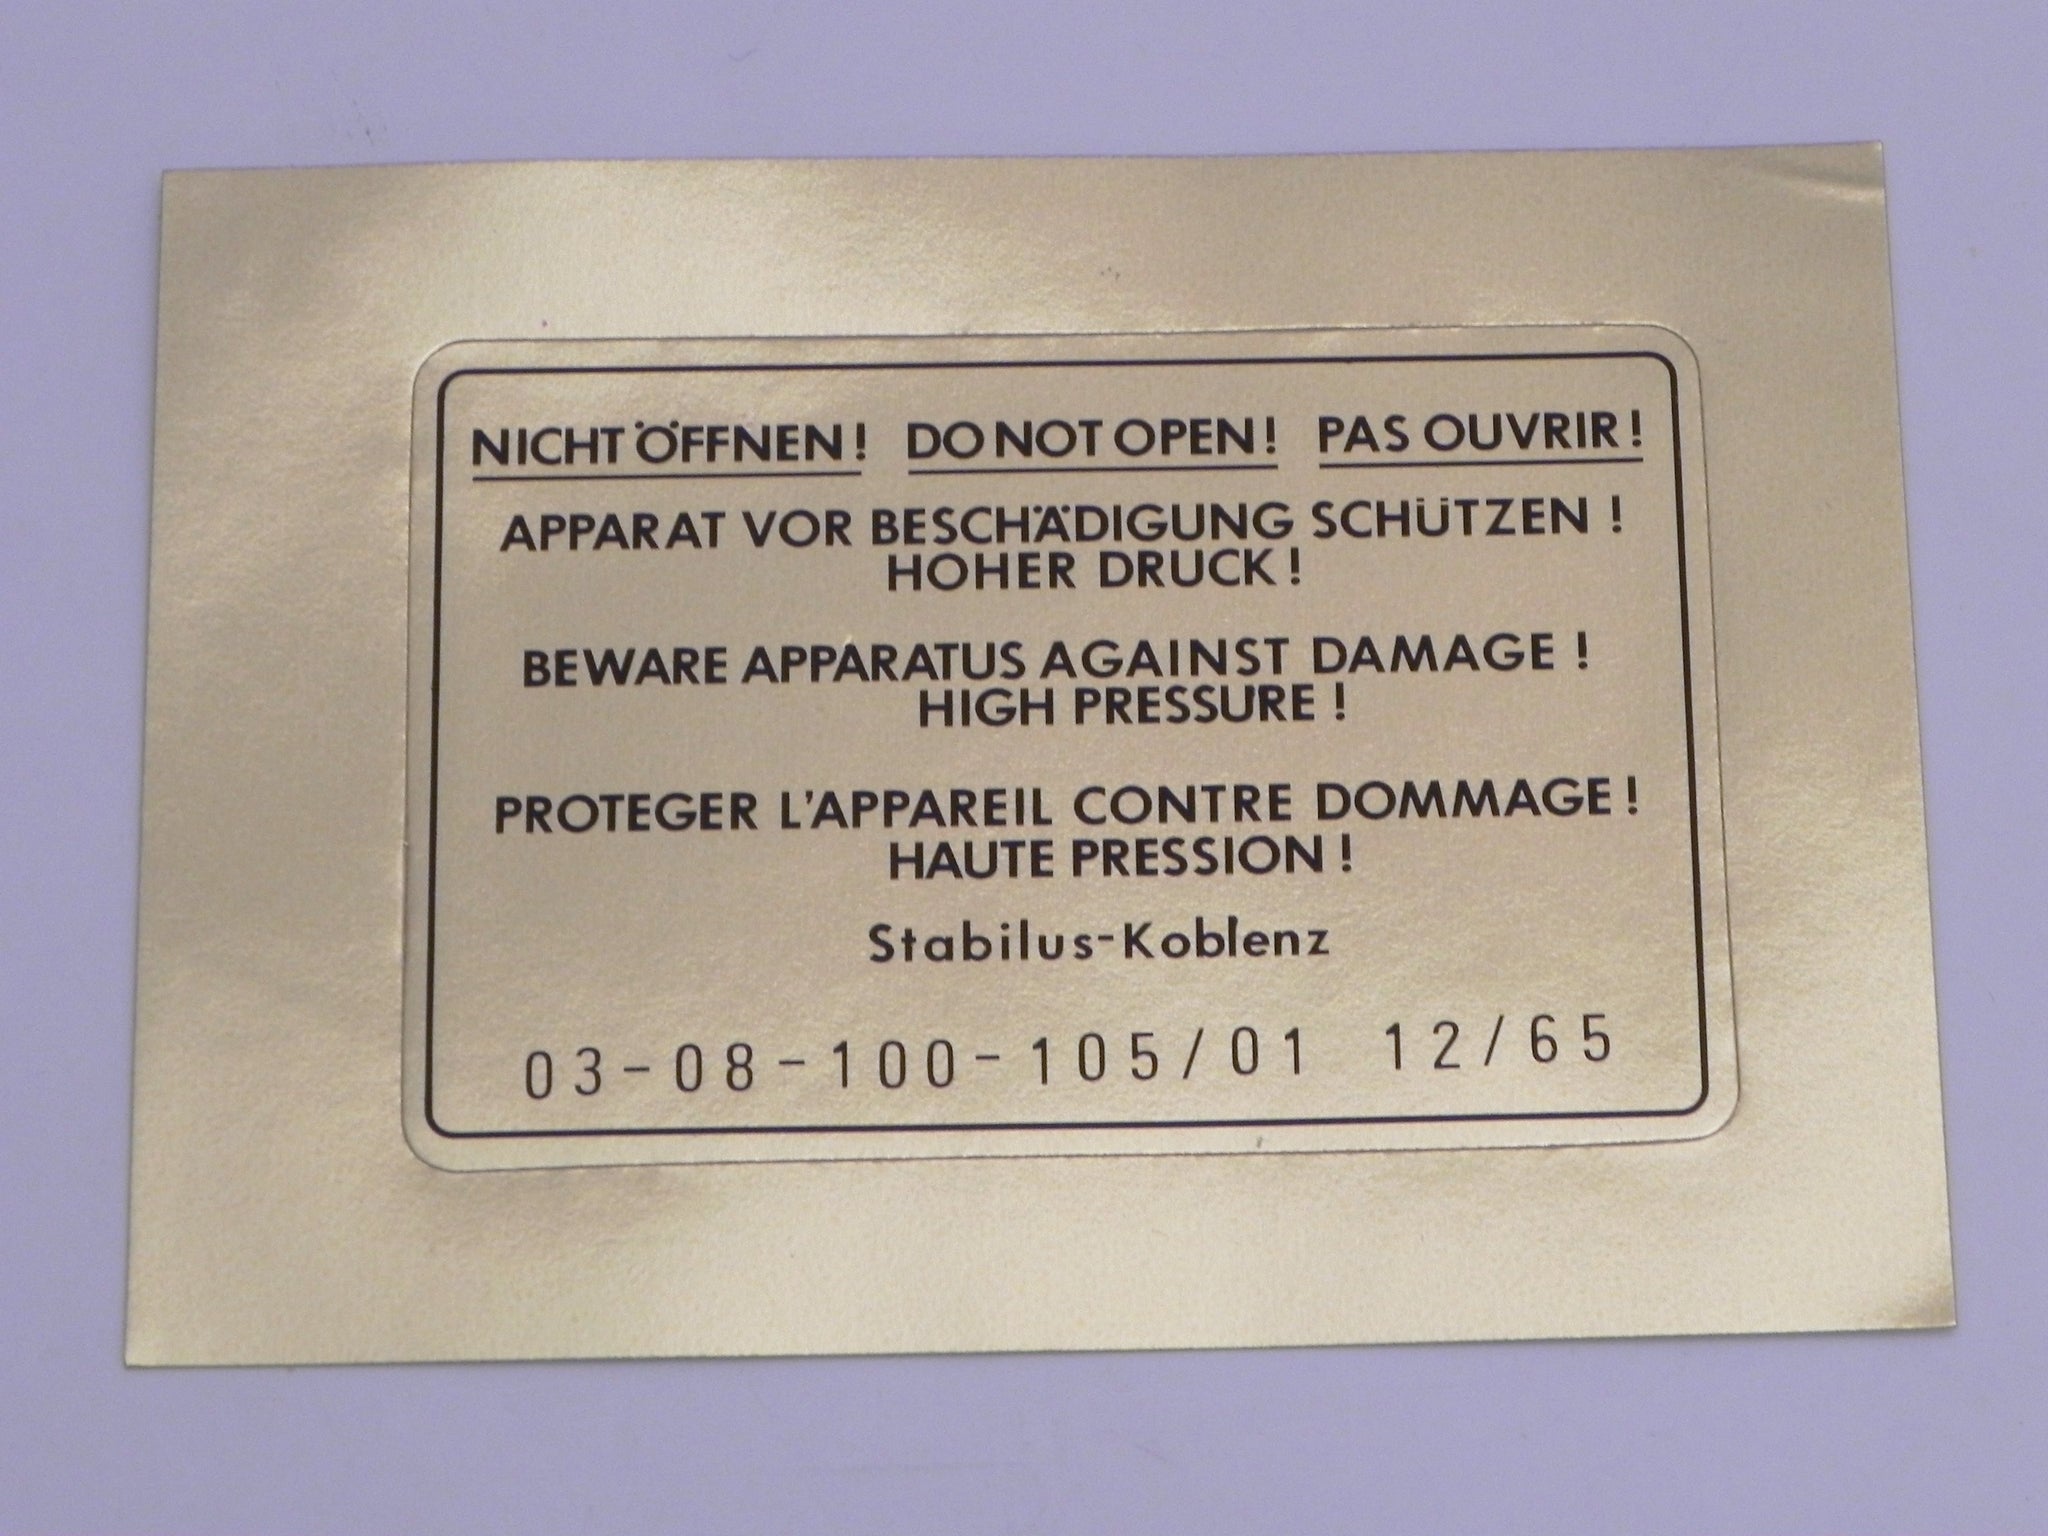 NICHT ÖFFNEN! DO NOT OPEN! PAS OUVRIR!
APPARAT VOR BESCHÄDIGUNG SCHÜTZEN !
HOHER DRUCK!
BEWARE APPARATUS AGAINST DAMAGE !
HIGH PRESSURE !
PROTEGER L'APPAREIL CONTRE DOMMAGE!
HAUTE PRESSION!
Stabilus-Koblenz
03-08-100-105/01 12/65